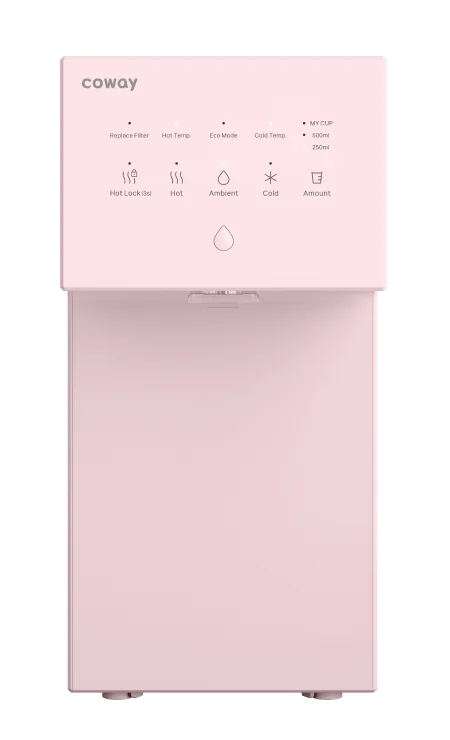 coway
Replace Filter Hot Temp. Eco Mode Cold Temp. MY CUP
500ml
250ml
Hot Lock (3s) Hot Ambient Cold Amount